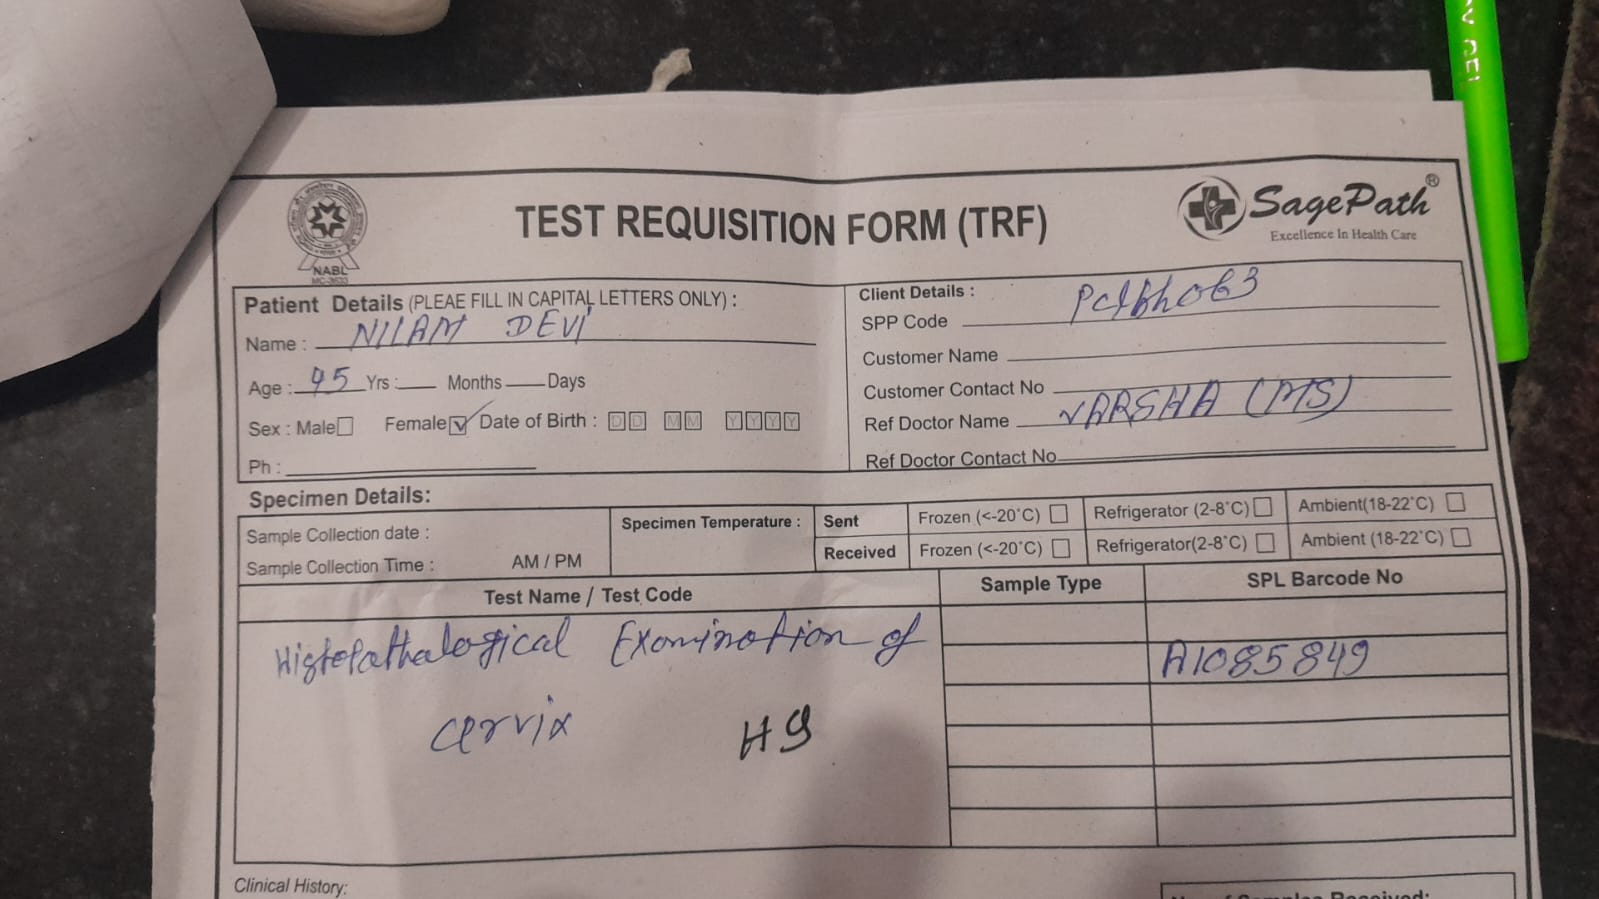 NABL
TEST REQUISITION FORM (TRF)
SagePath®
Excellence In Health Care
Patient Details (PLEAE FILL IN CAPITAL LETTERS ONLY) :
Name : NILAM DEVI
Age : 45 Yrs : Months Days
Sex : Male Female Date of Birth : DD MM YYYY
Ph :
Client Details :
SPP Code
Customer Name
Customer Contact No
Ref Doctor Name VARSHA (MS)
Ref Doctor Contact No
Specimen Details:
Sample Collection date :
Sample Collection Time : AM / PM
Specimen Temperature :
Sent Frozen (<-20°C) Refrigerator (2-8°C) Ambient(18-22°C)
Received Frozen (<-20°C) Refrigerator(2-8°C) Ambient (18-22°C)
Test Name / Test Code Sample Type SPL Barcode No
Histopathological Examination of
A1085849
cervix
Clinical History: